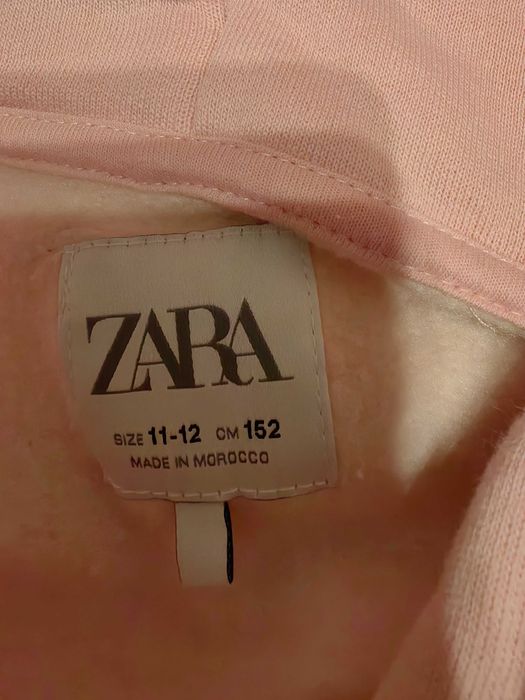 ZARA
SIZE 11-12 CM 152
MADE IN MOROCCO